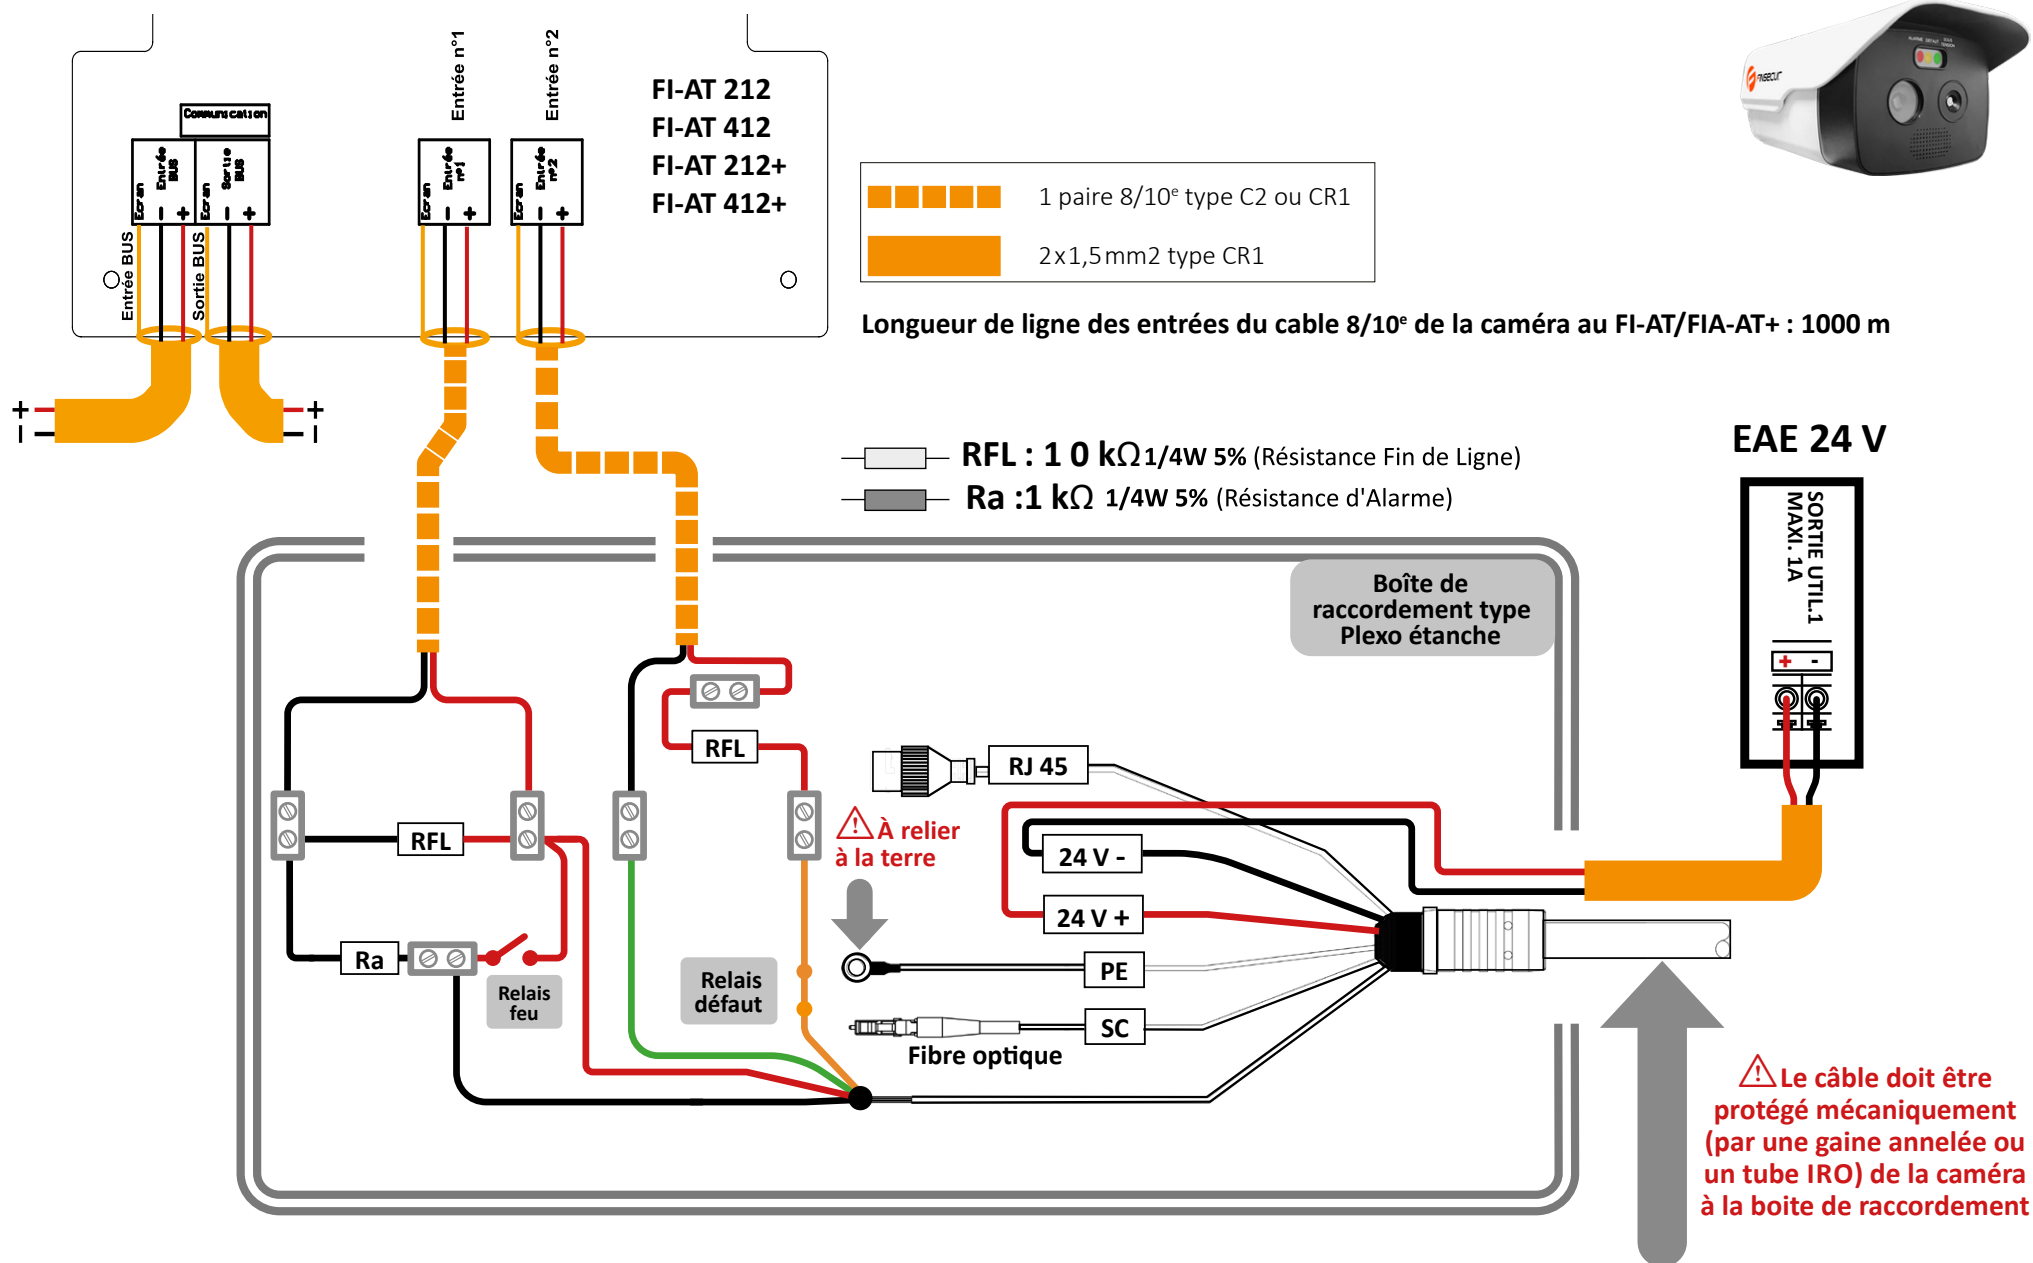 Entrée n°1
Entrée n°2
FI-AT 212
FI-AT 412
FI-AT 212+
FI-AT 412+
Communication
Ecran
Entrée
BUS
- +
Ecran
Sortie
BUS
- +
Ecran
Entrée
n°1
- +
Ecran
Entrée
n°2
- +
Entrée BUS
Sortie BUS
+
-
+
-
ALARME DEFAUT SOUS
TENSION
FINSECUR
1 paire 8/10e type C2 ou CR1
2x1,5mm2 type CR1
Longueur de ligne des entrées du cable 8/10e de la caméra au FI-AT/FIA-AT+ : 1000 m
RFL : 1 0 kΩ 1/4W 5% (Résistance Fin de Ligne)
Ra :1 kΩ 1/4W 5% (Résistance d'Alarme)
EAE 24 V
SORTIE UTIL.1
MAXI. 1A
+ -
Boîte de
raccordement type
Plexo étanche
RFL
RFL
Ra
Relais
feu
Relais
défaut
À relier
à la terre
RJ 45
24 V -
24 V +
PE
SC
Fibre optique
Le câble doit être
protégé mécaniquement
(par une gaine annelée ou
un tube IRO) de la caméra
à la boite de raccordement